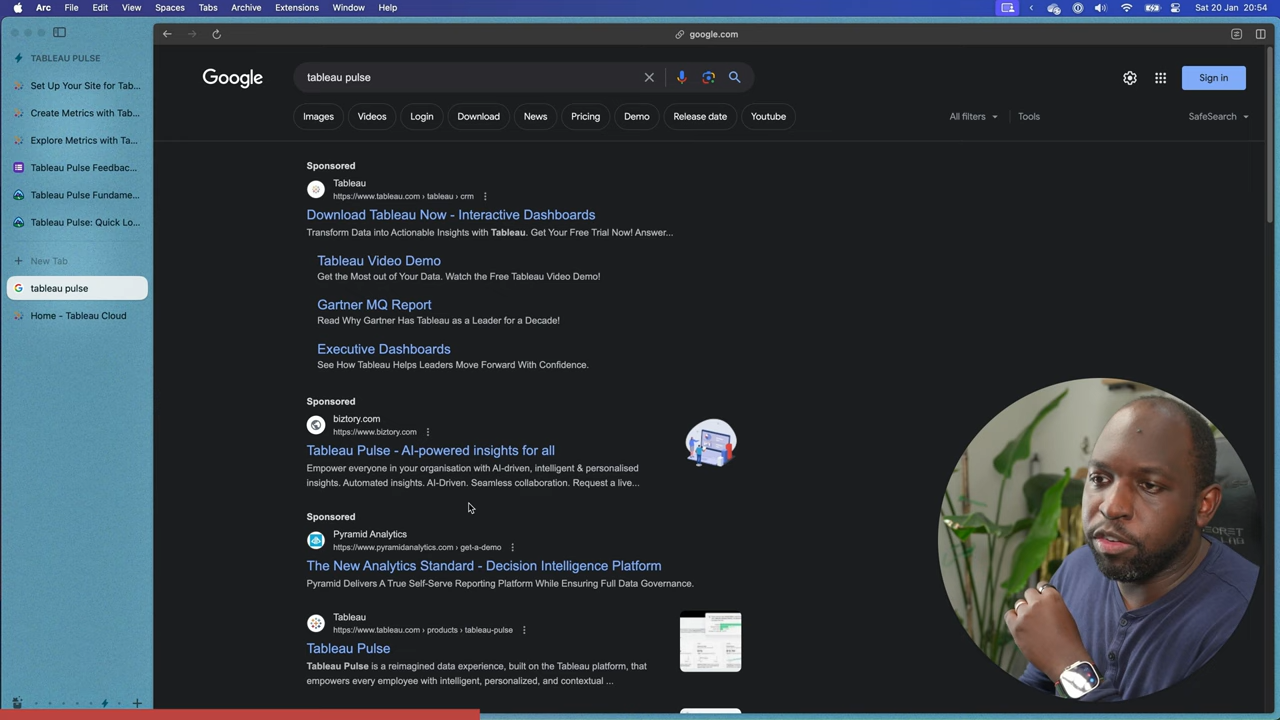 Arc File Edit View Spaces Tabs Archive Extensions Window Help
Sat 20 Jan 20:54
TABLEAU PULSE
Set Up Your Site for Tab...
Create Metrics with Tab...
Explore Metrics with Ta...
Tableau Pulse Feedbac...
Tableau Pulse Fundame...
Tableau Pulse: Quick Lo...
New Tab
tableau pulse
Home – Tableau Cloud
google.com
Google
tableau pulse
Sign in
Images Videos Login Download News Pricing Demo Release date Youtube
All filters Tools SafeSearch
Sponsored
Tableau
https://www.tableau.com › tableau › crm
Download Tableau Now - Interactive Dashboards
Transform Data into Actionable Insights with Tableau. Get Your Free Trial Now! Answer...
Tableau Video Demo
Get the Most out of Your Data. Watch the Free Tableau Video Demo!
Gartner MQ Report
Read Why Gartner Has Tableau as a Leader for a Decade!
Executive Dashboards
See How Tableau Helps Leaders Move Forward With Confidence.
Sponsored
biztory.com
https://www.biztory.com
Tableau Pulse - AI-powered insights for all
Empower everyone in your organisation with AI-driven, intelligent & personalised
insights. Automated insights. AI-Driven. Seamless collaboration. Request a live...
Sponsored
Pyramid Analytics
https://www.pyramidanalytics.com › get-a-demo
The New Analytics Standard - Decision Intelligence Platform
Pyramid Delivers A True Self-Serve Reporting Platform While Ensuring Full Data Governance.
Tableau
https://www.tableau.com › products › tableau-pulse
Tableau Pulse
Tableau Pulse is a reimagined data experience, built on the Tableau platform, that
empowers every employee with intelligent, personalized, and contextual ...